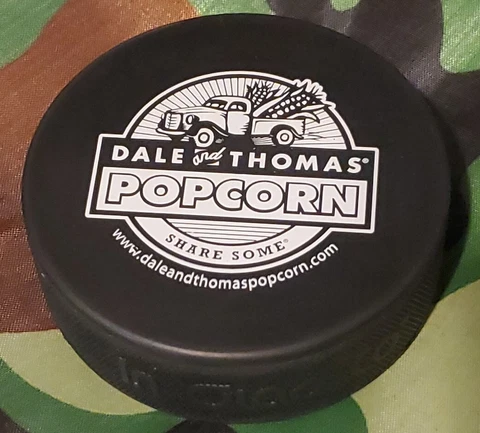 DALE and THOMAS®
POPCORN
SHARE SOME®
www.daleandthomaspopcorn.com